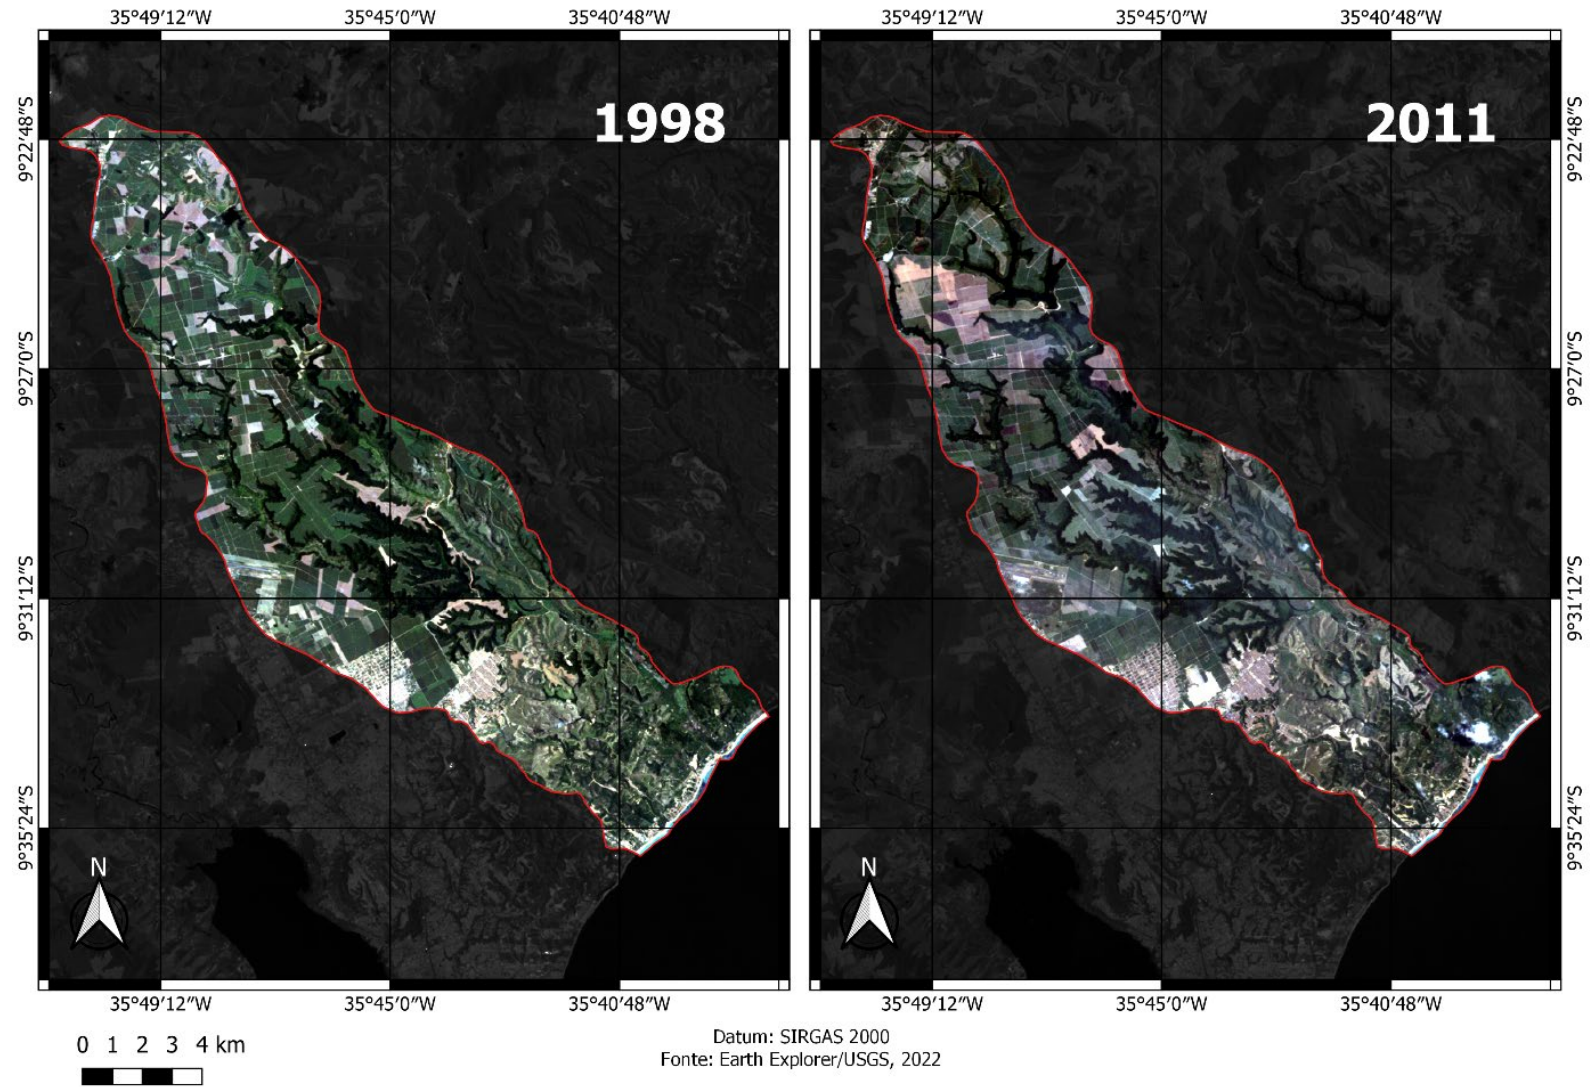 35°49′12″W 35°45′0″W 35°40′48″W 35°49′12″W 35°45′0″W 35°40′48″W
1998
2011
9°22′48″S
9°27′0″S
9°31′12″S
9°35′24″S
9°22′48″S
9°27′0″S
9°31′12″S
9°35′24″S
N
N
35°49′12″W 35°45′0″W 35°40′48″W 35°49′12″W 35°45′0″W 35°40′48″W
0 1 2 3 4 km
Datum: SIRGAS 2000
Fonte: Earth Explorer/USGS, 2022